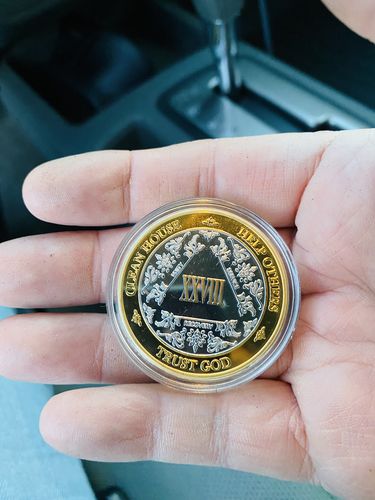 CLEAN HOUSE
HELP OTHERS
XXVIII
RECOVERY
TRUST GOD